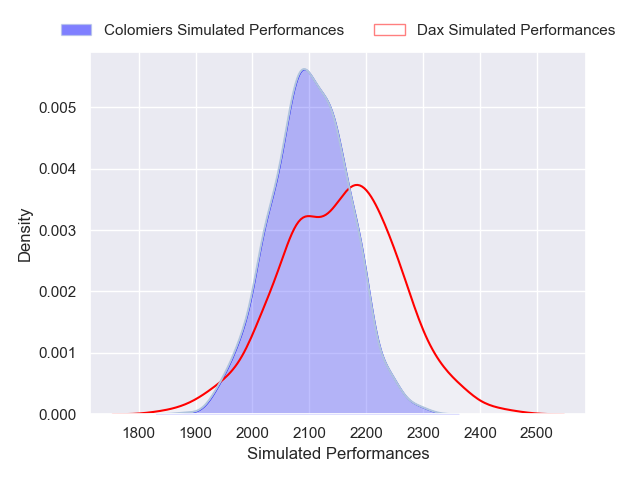 Colomiers Simulated Performances Dax Simulated Performances
0.005
0.004
0.003
0.002
0.001
0.000
Density
1800 1900 2000 2100 2200 2300 2400 2500
Simulated Performances